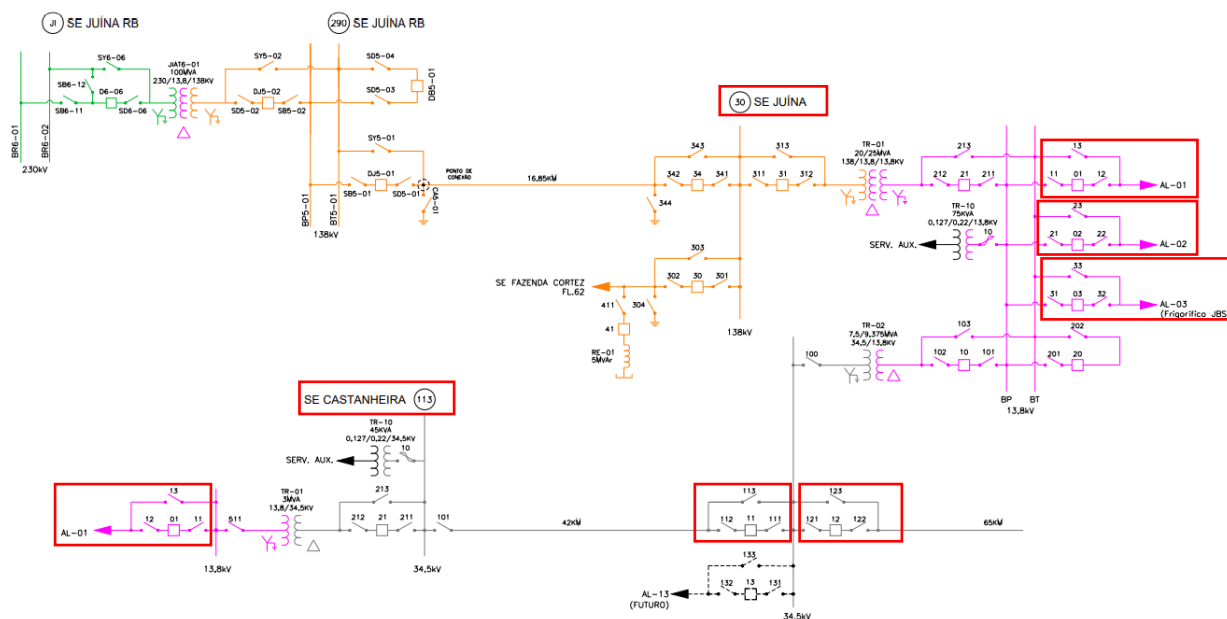 JI SE JUÍNA RB
290 SE JUÍNA RB
SY6-06
SB6-12
D6-06
SB6-11
SD6-06
JIAT6-01
100MVA
230/13,8/138KV
BR6-01
BR6-02
230kV
SY5-02
DJ5-02
SD5-02
SB5-02
SD5-04
SD5-03
DB5-01
SY5-01
DJ5-01
SB5-01
SD5-01
CA5-01
PONTO DE
CONEXÃO
BP5-01
BT5-01
138kV
16,85KM
30 SE JUÍNA
343
342
34
341
344
313
311
31
312
TR-01
20/25MVA
138/13,8/13,8KV
213
212
21
211
13
11
01
12
AL-01
TR-10
75KVA
0,127/0,22/13,8KV
10
SERV. AUX.
23
21
02
22
AL-02
33
31
03
32
AL-03
(Frigorífico JBS
303
302
30
301
SE FAZENDA CORTEZ
FL.62
411
304
41
RE-01
5MVAr
138kV
TR-02
7,5/9,375MVA
34,5/13,8KV
100
103
102
10
101
202
201
20
BP
BT
13,8kV
SE CASTANHEIRA 113
TR-10
45KVA
0,127/0,22/34,5KV
10
SERV. AUX.
13
12
01
11
AL-01
511
TR-01
3MVA
13,8/34,5KV
213
212
21
211
101
13,8kV
34,5kV
42KM
113
112
11
111
123
121
12
122
65KM
133
132
13
131
AL-13
(FUTURO)
34,5kV